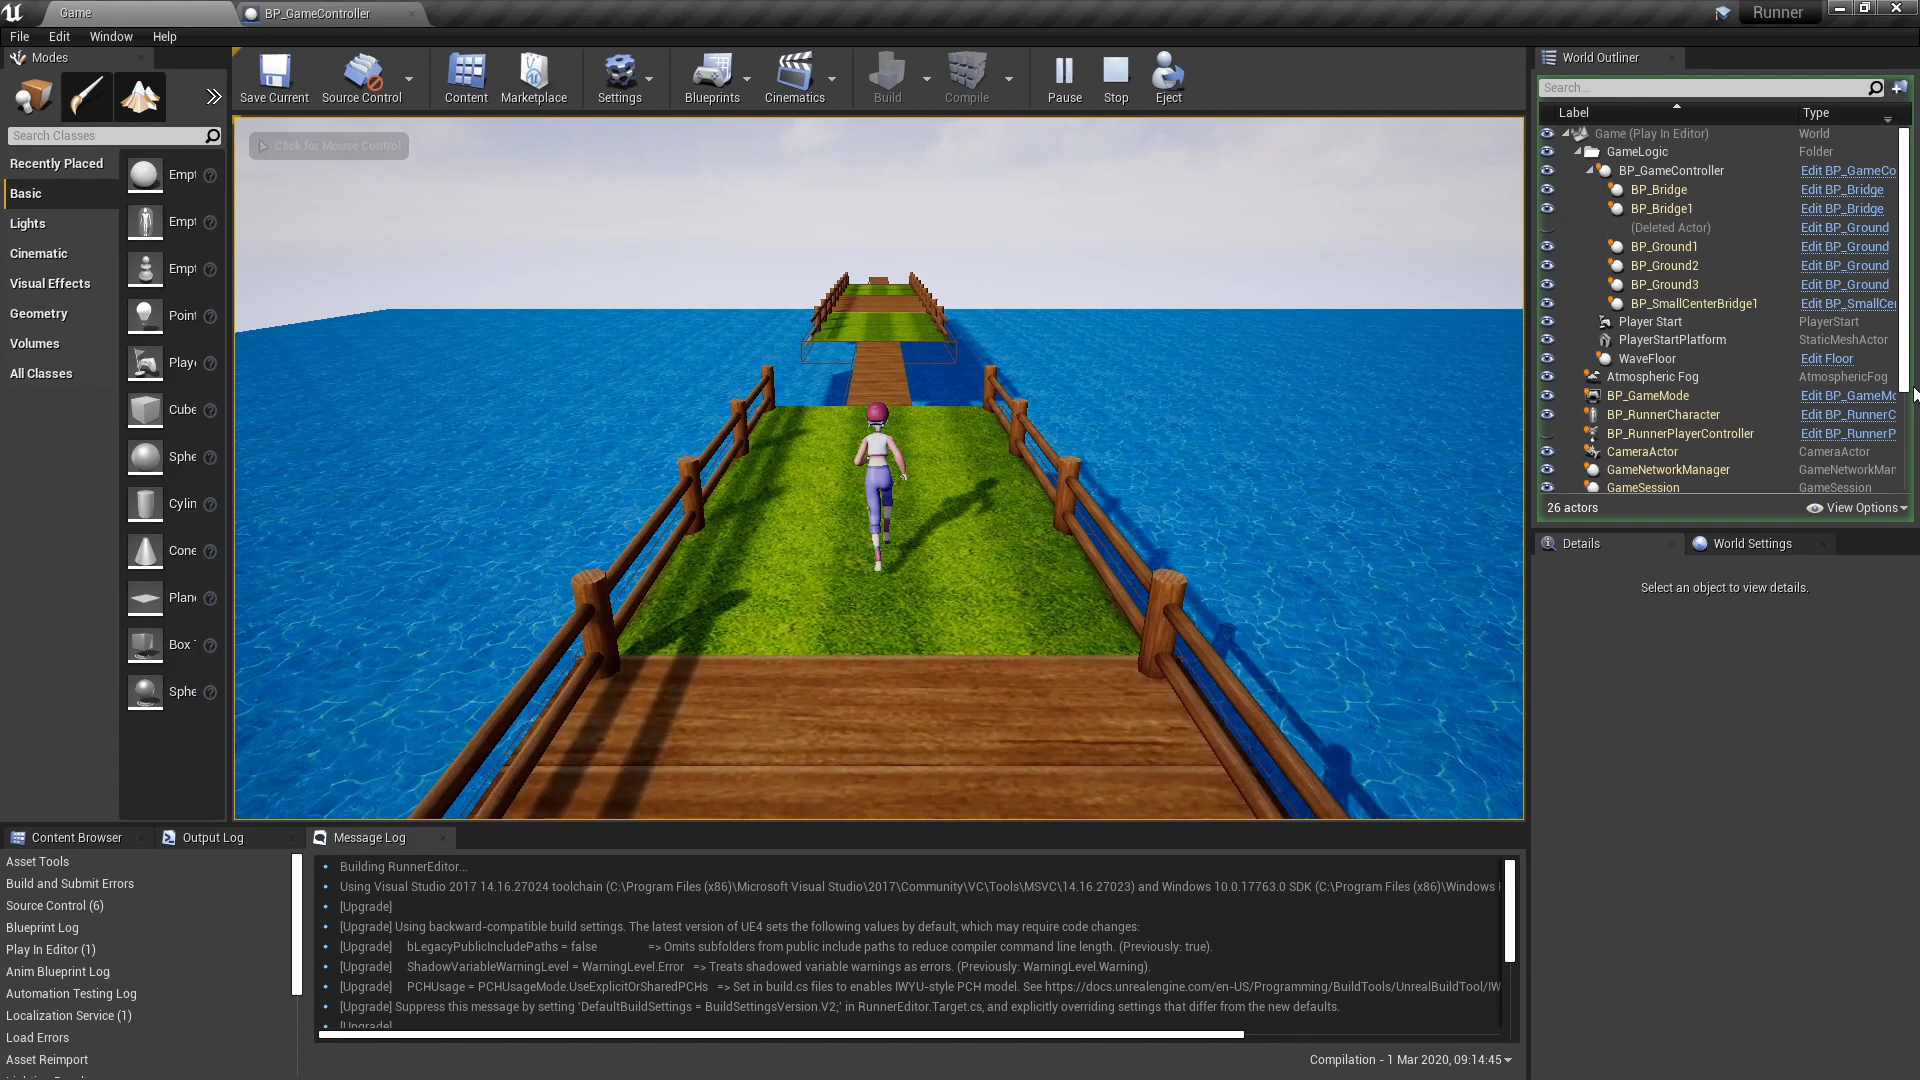 Game
BP_GameController
Runner
File Edit Window Help
Modes
Save Current
Source Control
Content
Marketplace
Settings
Blueprints
Cinematics
Build
Compile
Pause
Stop
Eject
Search Classes
Recently Placed
Basic
Lights
Cinematic
Visual Effects
Geometry
Volumes
All Classes
Empt
Empt
Empt
Point
Playe
Cube
Sphe
Cylin
Cone
Plane
Box
Sphe
Click for Mouse Control
World Outliner
Search...
Label Type
Game (Play In Editor) World
GameLogic Folder
BP_GameController Edit BP_GameCo
BP_Bridge Edit BP_Bridge
BP_Bridge1 Edit BP_Bridge
(Deleted Actor) Edit BP_Ground
BP_Ground1 Edit BP_Ground
BP_Ground2 Edit BP_Ground
BP_Ground3 Edit BP_Ground
BP_SmallCenterBridge1 Edit BP_SmallCer
Player Start PlayerStart
PlayerStartPlatform StaticMeshActor
WaveFloor Edit Floor
Atmospheric Fog AtmosphericFog
BP_GameMode Edit BP_GameMo
BP_RunnerCharacter Edit BP_RunnerC
BP_RunnerPlayerController Edit BP_RunnerP
CameraActor CameraActor
GameNetworkManager GameNetworkMan
GameSession GameSession
26 actors View Options
Details World Settings
Select an object to view details.
Content Browser Output Log Message Log
Asset Tools
Build and Submit Errors
Source Control (6)
Blueprint Log
Play In Editor (1)
Anim Blueprint Log
Automation Testing Log
Localization Service (1)
Load Errors
Asset Reimport
Building RunnerEditor...
Using Visual Studio 2017 14.16.27024 toolchain (C:\Program Files (x86)\Microsoft Visual Studio\2017\Community\VC\Tools\MSVC\14.16.27023) and Windows 10.0.17763.0 SDK (C:\Program Files (x86)\Windows
[Upgrade]
[Upgrade] Using backward-compatible build settings. The latest version of UE4 sets the following values by default, which may require code changes:
[Upgrade] bLegacyPublicIncludePaths = false => Omits subfolders from public include paths to reduce compiler command line length. (Previously: true).
[Upgrade] ShadowVariableWarningLevel = WarningLevel.Error => Treats shadowed variable warnings as errors. (Previously: WarningLevel.Warning).
[Upgrade] PCHUsage = PCHUsageMode.UseExplicitOrSharedPCHs => Set in build.cs files to enables IWYU-style PCH model. See https://docs.unrealengine.com/en-US/Programming/BuildTools/UnrealBuildTool/IW
[Upgrade] Suppress this message by setting 'DefaultBuildSettings = BuildSettingsVersion.V2;' in RunnerEditor.Target.cs, and explicitly overriding settings that differ from the new defaults.
[Upgrade]
Compilation - 1 Mar 2020, 09:14:45